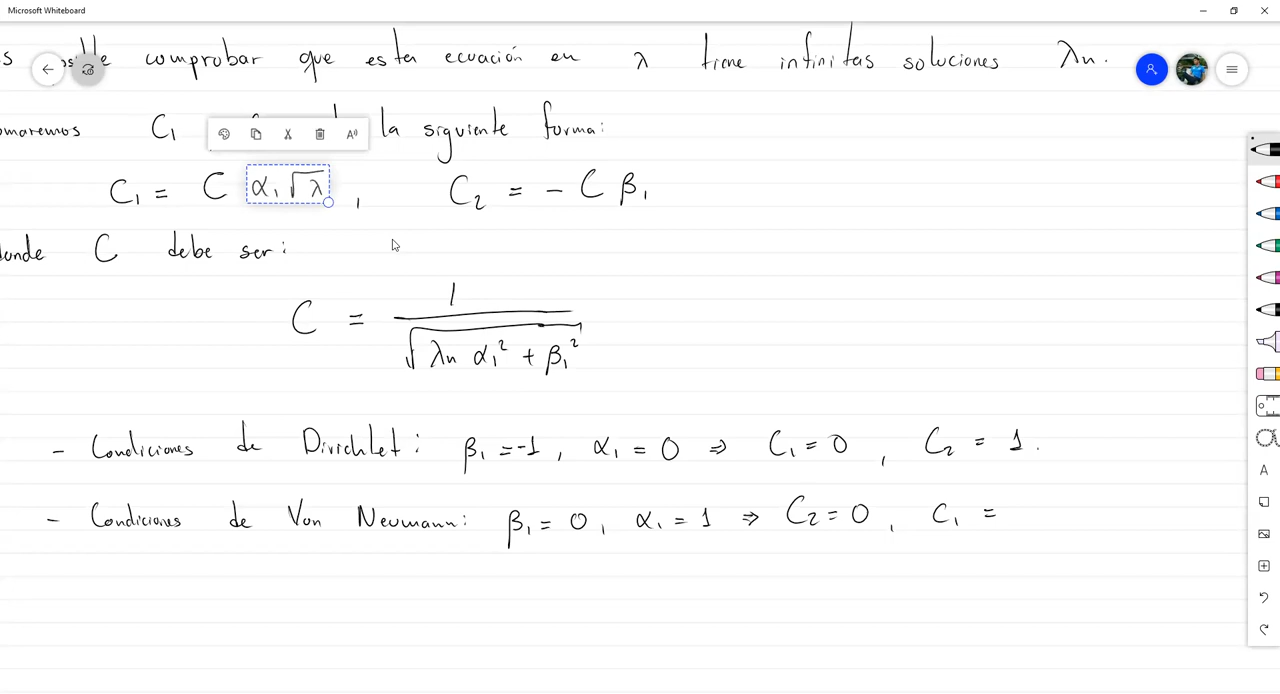 Microsoft Whiteboard
comprobar que esta ecuación en λ tiene infinitas soluciones λn.
C₁ la siguiente forma:
C₁ = C α₁√λ , C₂ = - C β₁
donde C debe ser:
C = 1 / √(λn α₁² + β₁²)
- Condiciones de Dirichlet: β₁ = -1, α₁ = 0 ⇒ C₁ = 0 , C₂ = 1.
- Condiciones de Von Neumann: β₁ = 0, α₁ = 1 ⇒ C₂ = 0, C₁ =